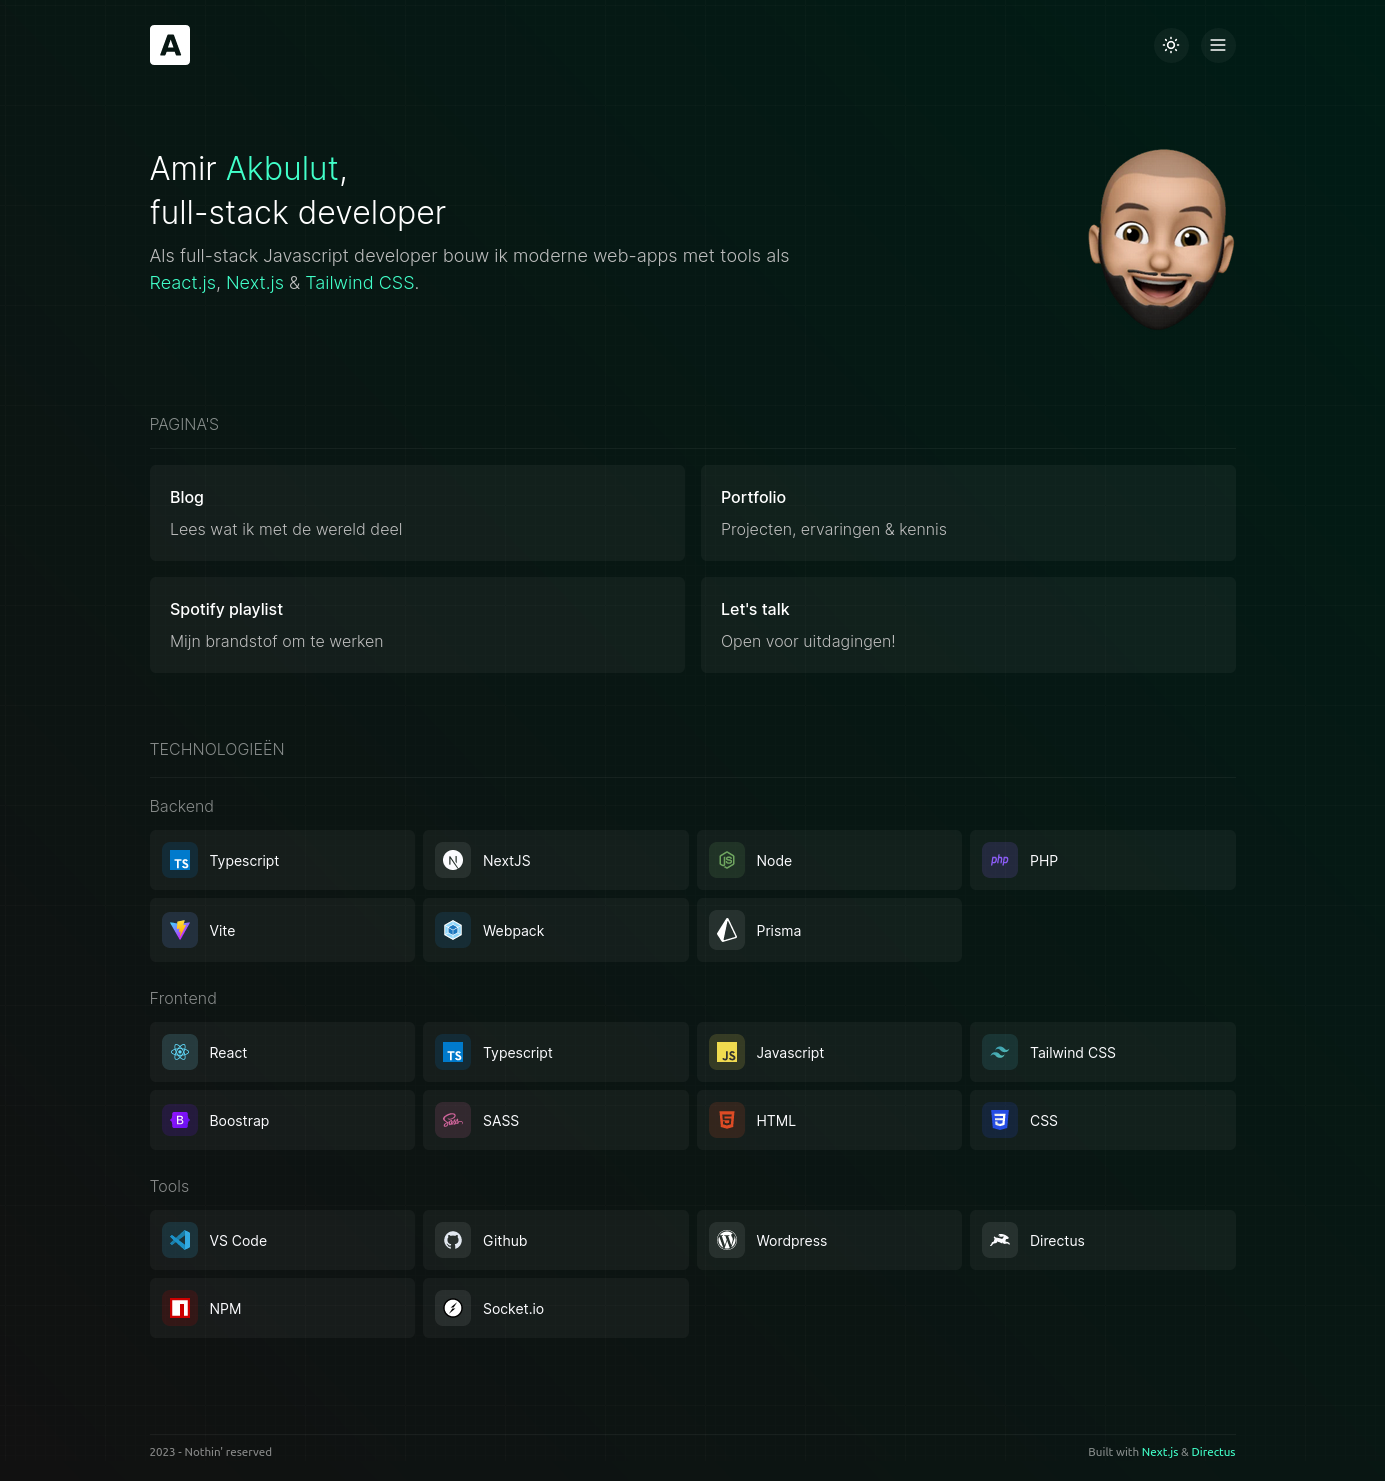 A
Amir Akbulut,
full-stack developer
Als full-stack Javascript developer bouw ik moderne web-apps met tools als
React.js, Next.js & Tailwind CSS.
PAGINA'S
Blog
Lees wat ik met de wereld deel
Portfolio
Projecten, ervaringen & kennis
Spotify playlist
Mijn brandstof om te werken
Let's talk
Open voor uitdagingen!
TECHNOLOGIEËN
Backend
TS Typescript
N NextJS
JS Node
php PHP
Vite
Webpack
Prisma
Frontend
React
TS Typescript
JS Javascript
Tailwind CSS
B Boostrap
Sass SASS
5 HTML
3 CSS
Tools
VS Code
Github
W Wordpress
Directus
NPM
Socket.io
2023 - Nothin' reserved
Built with Next.js & Directus